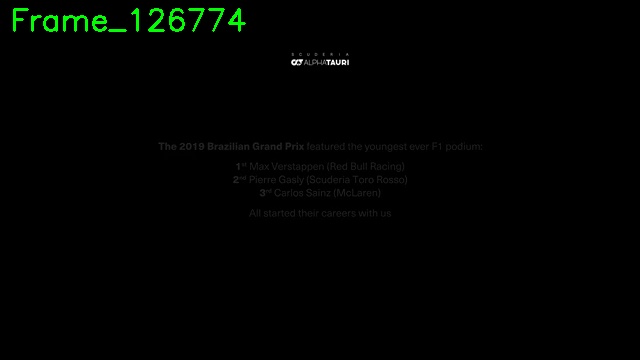 Frame_126774
SCUDERIA
ALPHATAURI
The 2019 Brazilian Grand Prix featured the youngest ever F1 podium:
1st Max Verstappen (Red Bull Racing)
2nd Pierre Gasly (Scuderia Toro Rosso)
3rd Carlos Sainz (McLaren)
All started their careers with us